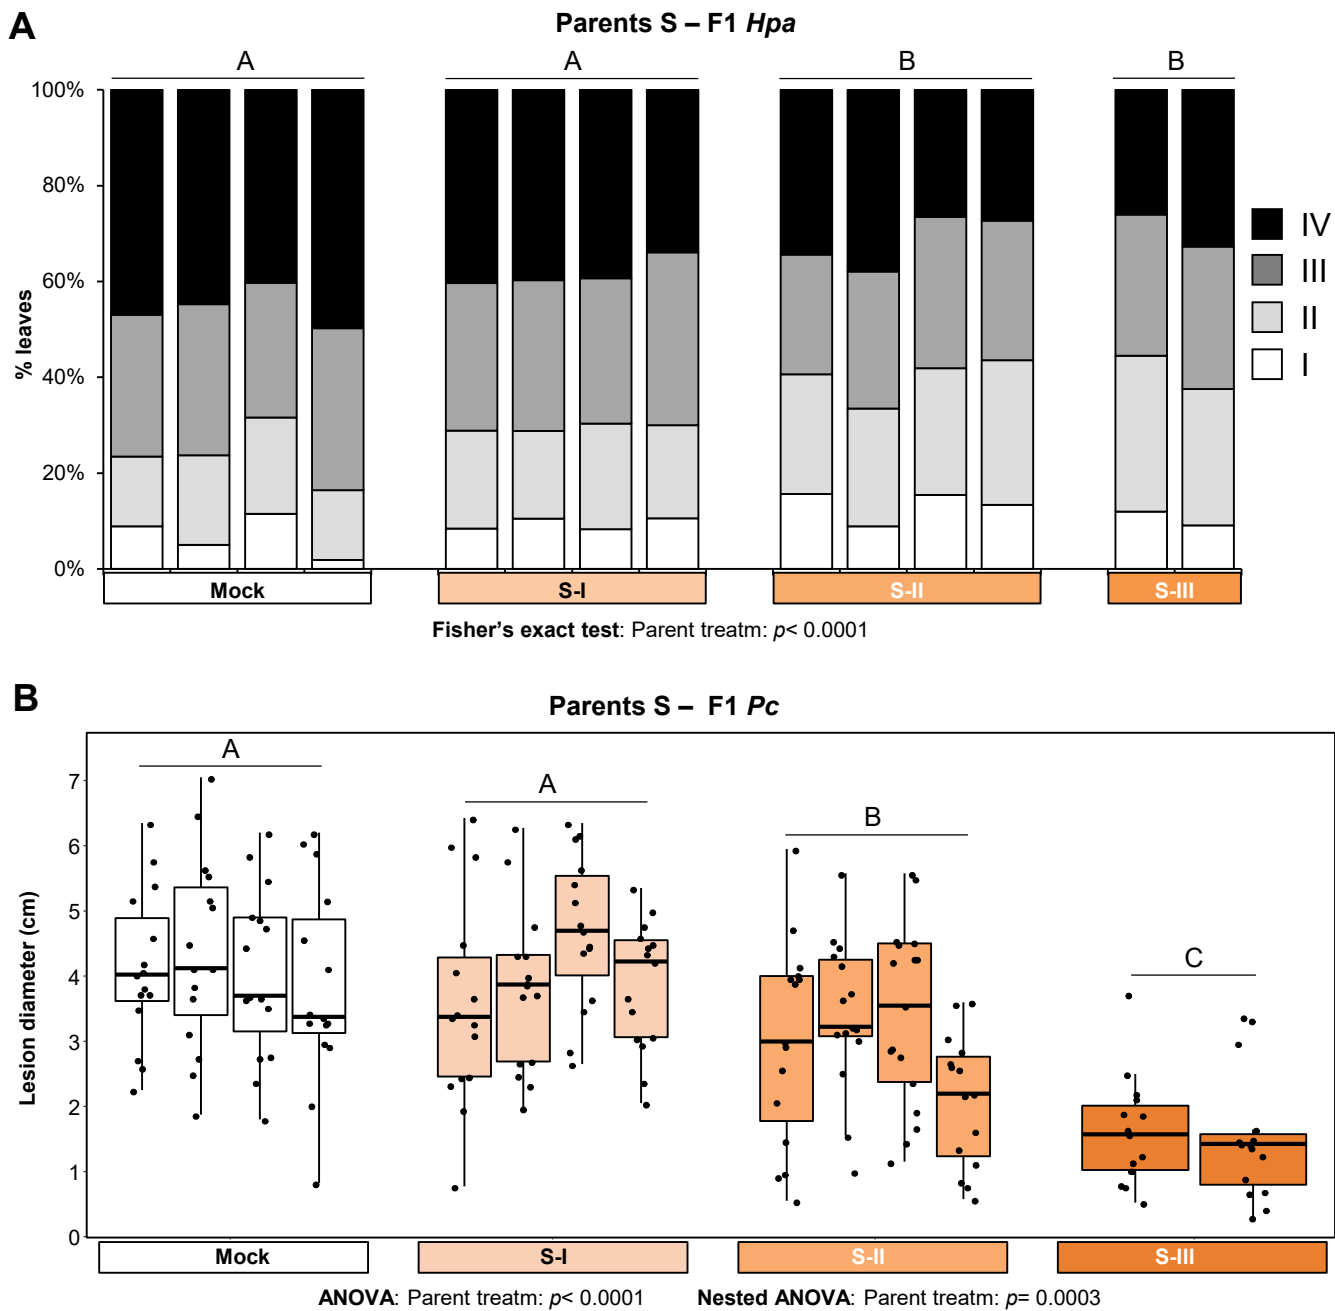 A
Parents S – F1 Hpa
A A B B
100%
80%
60%
40%
20%
0%
% leaves
IV
III
II
I
Mock S-I S-II S-III
Fisher's exact test: Parent treatm: p< 0.0001
B
Parents S – F1 Pc
A A B C
7
6
5
4
3
2
1
0
Lesion diameter (cm)
Mock S-I S-II S-III
ANOVA: Parent treatm: p< 0.0001 Nested ANOVA: Parent treatm: p= 0.0003